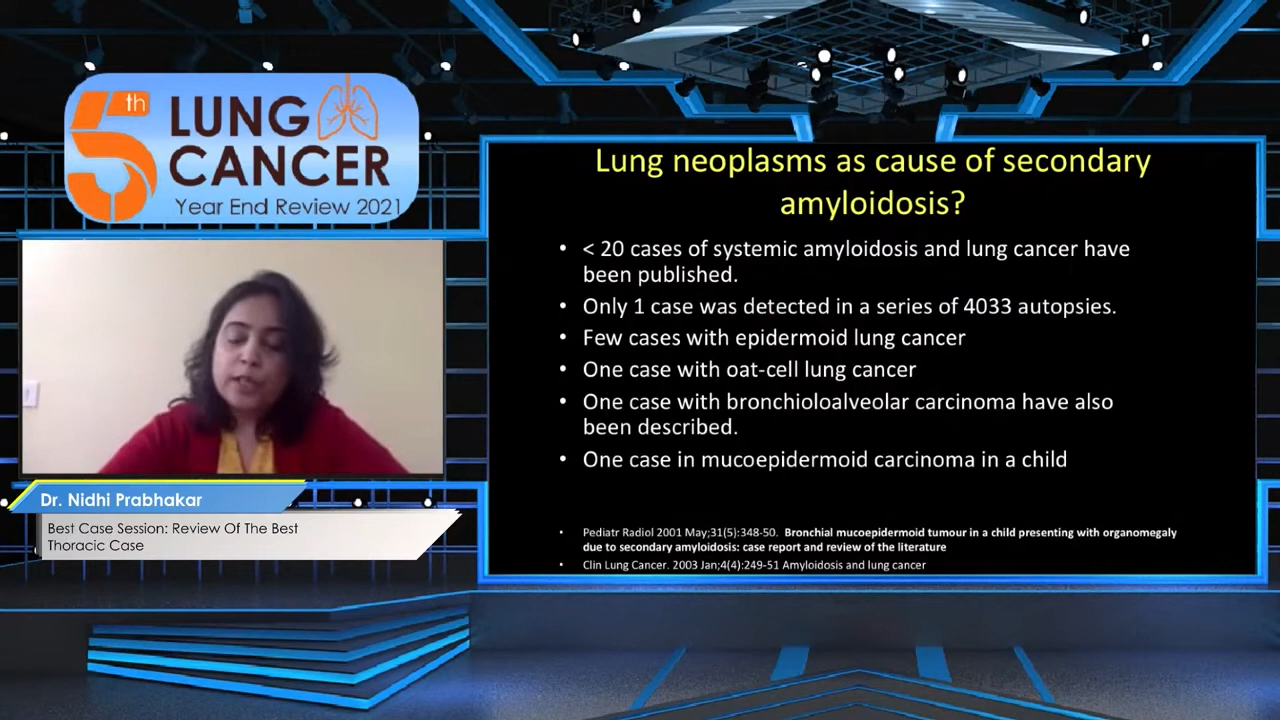 5th
LUNG
CANCER
Year End Review 2021
Lung neoplasms as cause of secondary
amyloidosis?
• < 20 cases of systemic amyloidosis and lung cancer have
been published.
• Only 1 case was detected in a series of 4033 autopsies.
• Few cases with epidermoid lung cancer
• One case with oat-cell lung cancer
• One case with bronchioloalveolar carcinoma have also
been described.
• One case in mucoepidermoid carcinoma in a child
• Pediatr Radiol 2001 May;31(5):348-50. Bronchial mucoepidermoid tumour in a child presenting with organomegaly
due to secondary amyloidosis: case report and review of the literature
• Clin Lung Cancer. 2003 Jan;4(4):249-51 Amyloidosis and lung cancer
Dr. Nidhi Prabhakar
Best Case Session: Review Of The Best
Thoracic Case